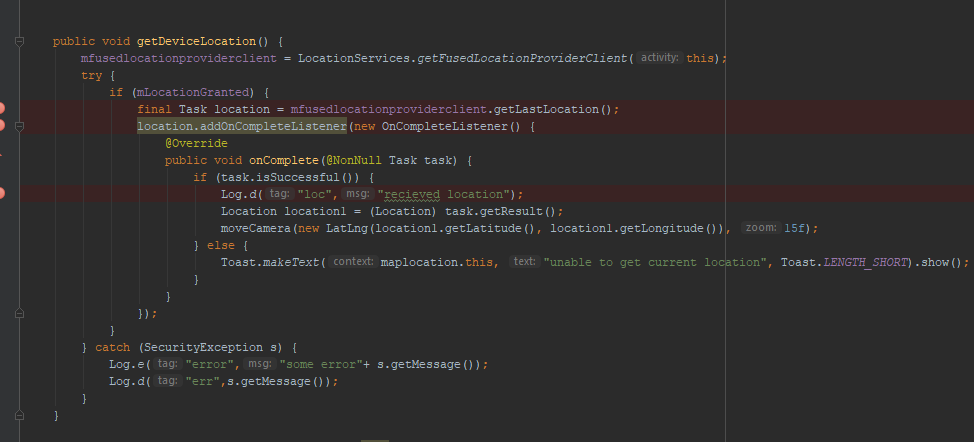 public void getDeviceLocation() {
mfusedlocationproviderclient = LocationServices.getFusedLocationProviderClient( activity: this);
try {
if (mLocationGranted) {
final Task location = mfusedlocationproviderclient.getLastLocation();
location.addOnCompleteListener(new OnCompleteListener() {
@Override
public void onComplete(@NonNull Task task) {
if (task.isSuccessful()) {
Log.d( tag: "loc", msg: "recieved location");
Location location1 = (Location) task.getResult();
moveCamera(new LatLng(location1.getLatitude(), location1.getLongitude()), zoom: 15f);
} else {
Toast.makeText( context: maplocation.this, text: "unable to get current location", Toast.LENGTH_SHORT).show();
}
}
});
}
} catch (SecurityException s) {
Log.e( tag: "error", msg: "some error"+ s.getMessage());
Log.d( tag: "err",s.getMessage());
}
}